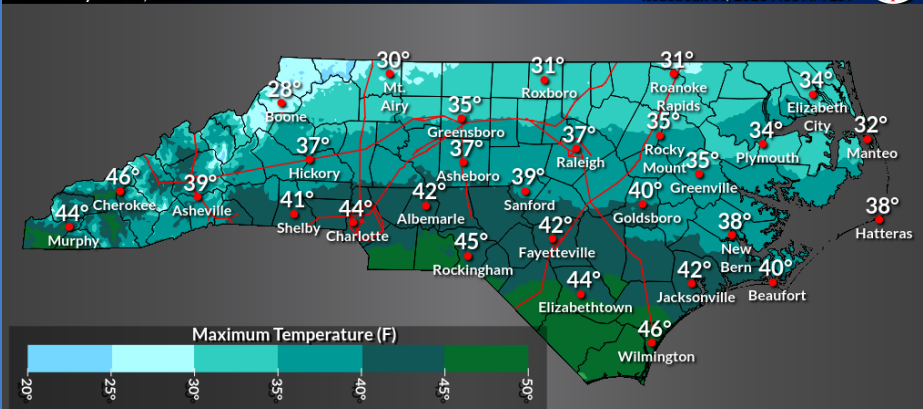 30°
Mt.
Airy
31°
Roxboro
31°
Roanoke
Rapids
34°
Elizabeth
City
28°
Boone
35°
Greensboro
37°
Raleigh
35°
Rocky
Mount
34°
Plymouth
32°
Manteo
37°
Hickory
37°
Asheboro
35°
Greenville
46°
Cherokee
39°
Asheville
41°
Shelby
44°
Charlotte
42°
Albemarle
39°
Sanford
40°
Goldsboro
38°
Hatteras
44°
Murphy
42°
Fayetteville
38°
New
Bern
45°
Rockingham
44°
Elizabethtown
42°
Jacksonville
40°
Beaufort
46°
Wilmington
Maximum Temperature (F)
20°
25°
30°
35°
40°
45°
50°